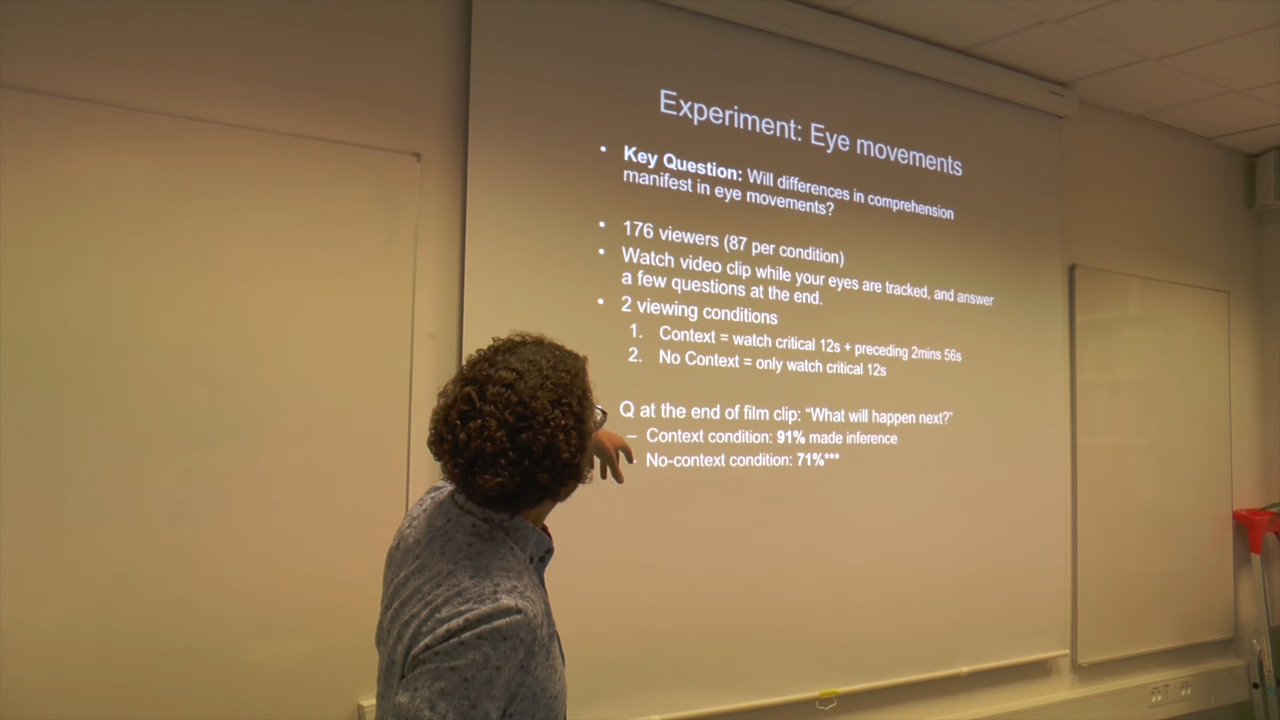 Experiment: Eye movements
• Key Question: Will differences in comprehension
manifest in eye movements?
• 176 viewers (87 per condition)
• Watch video clip while your eyes are tracked, and answer
a few questions at the end.
• 2 viewing conditions
1. Context = watch critical 12s + preceding 2mins 56s
2. No Context = only watch critical 12s
Q at the end of film clip: “What will happen next?”
– Context condition: 91% made inference
- No-context condition: 71%***